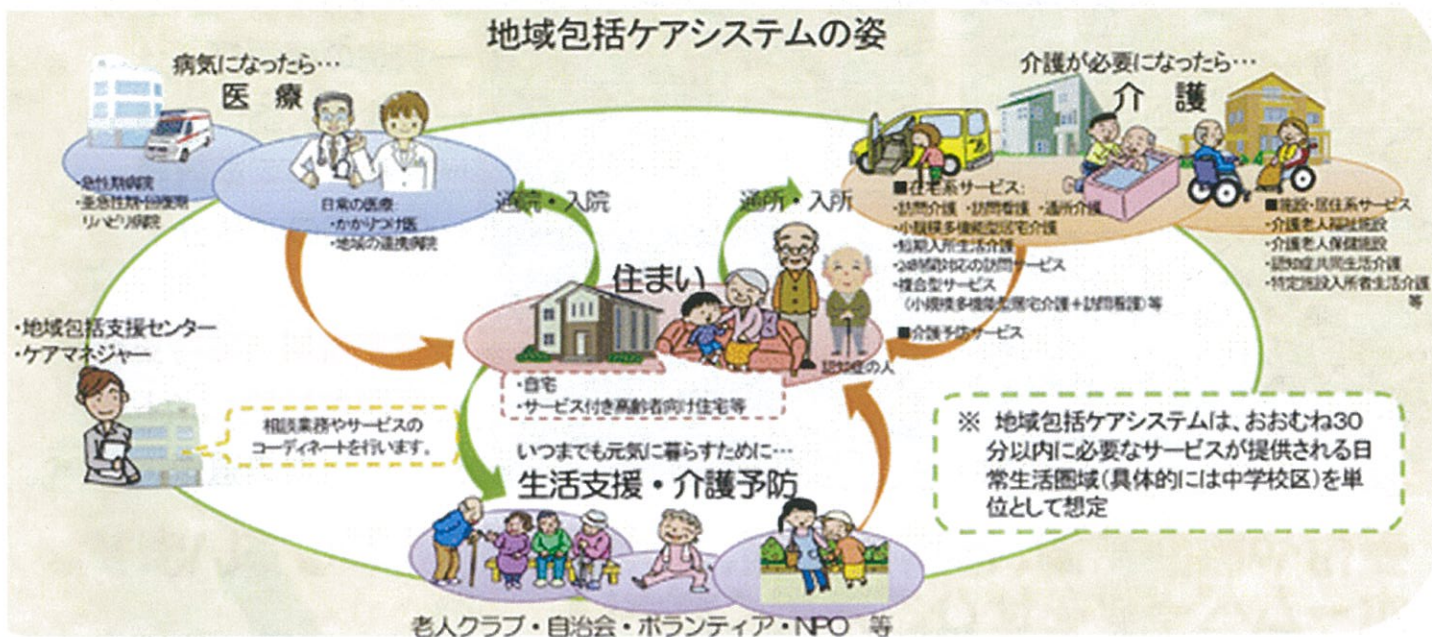 地域包括ケアシステムの姿
病気になったら…
医 療
・急性期病院
・亜急性期・回復期
リハビリ病院
日常の医療:
・かかりつけ医
・地域の連携病院
通院・入院
通所・入所
介護が必要になったら…
介 護
■在宅系サービス:
・訪問介護 ・訪問看護 ・通所介護
・小規模多機能型居宅介護
・短期入所生活介護
・24時間対応の訪問サービス
・複合型サービス
(小規模多機能型居宅介護+訪問看護)等
■介護予防サービス
■施設・居住系サービス
・介護老人福祉施設
・介護老人保健施設
・認知症共同生活介護
・特定施設入所者生活介護
等
住まい
認知症の人
・自宅
・サービス付き高齢者向け住宅等
・地域包括支援センター
・ケアマネジャー
相談業務やサービスの
コーディネートを行います。
いつまでも元気に暮らすために…
生活支援・介護予防
老人クラブ・自治会・ボランティア・NPO 等
※ 地域包括ケアシステムは、おおむね30
分以内に必要なサービスが提供される日
常生活圏域(具体的には中学校区)を単
位として想定